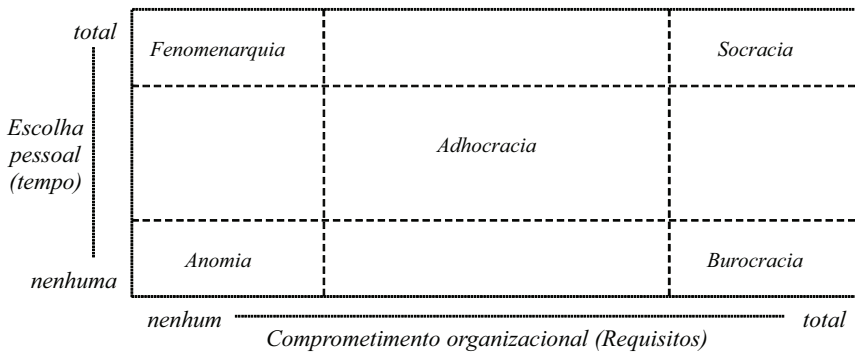 total
Fenomenarquia
Socracia
Escolha
pessoal
(tempo)
Adhocracia
Anomia
Burocracia
nenhuma
nenhum
total
Comprometimento organizacional (Requisitos)